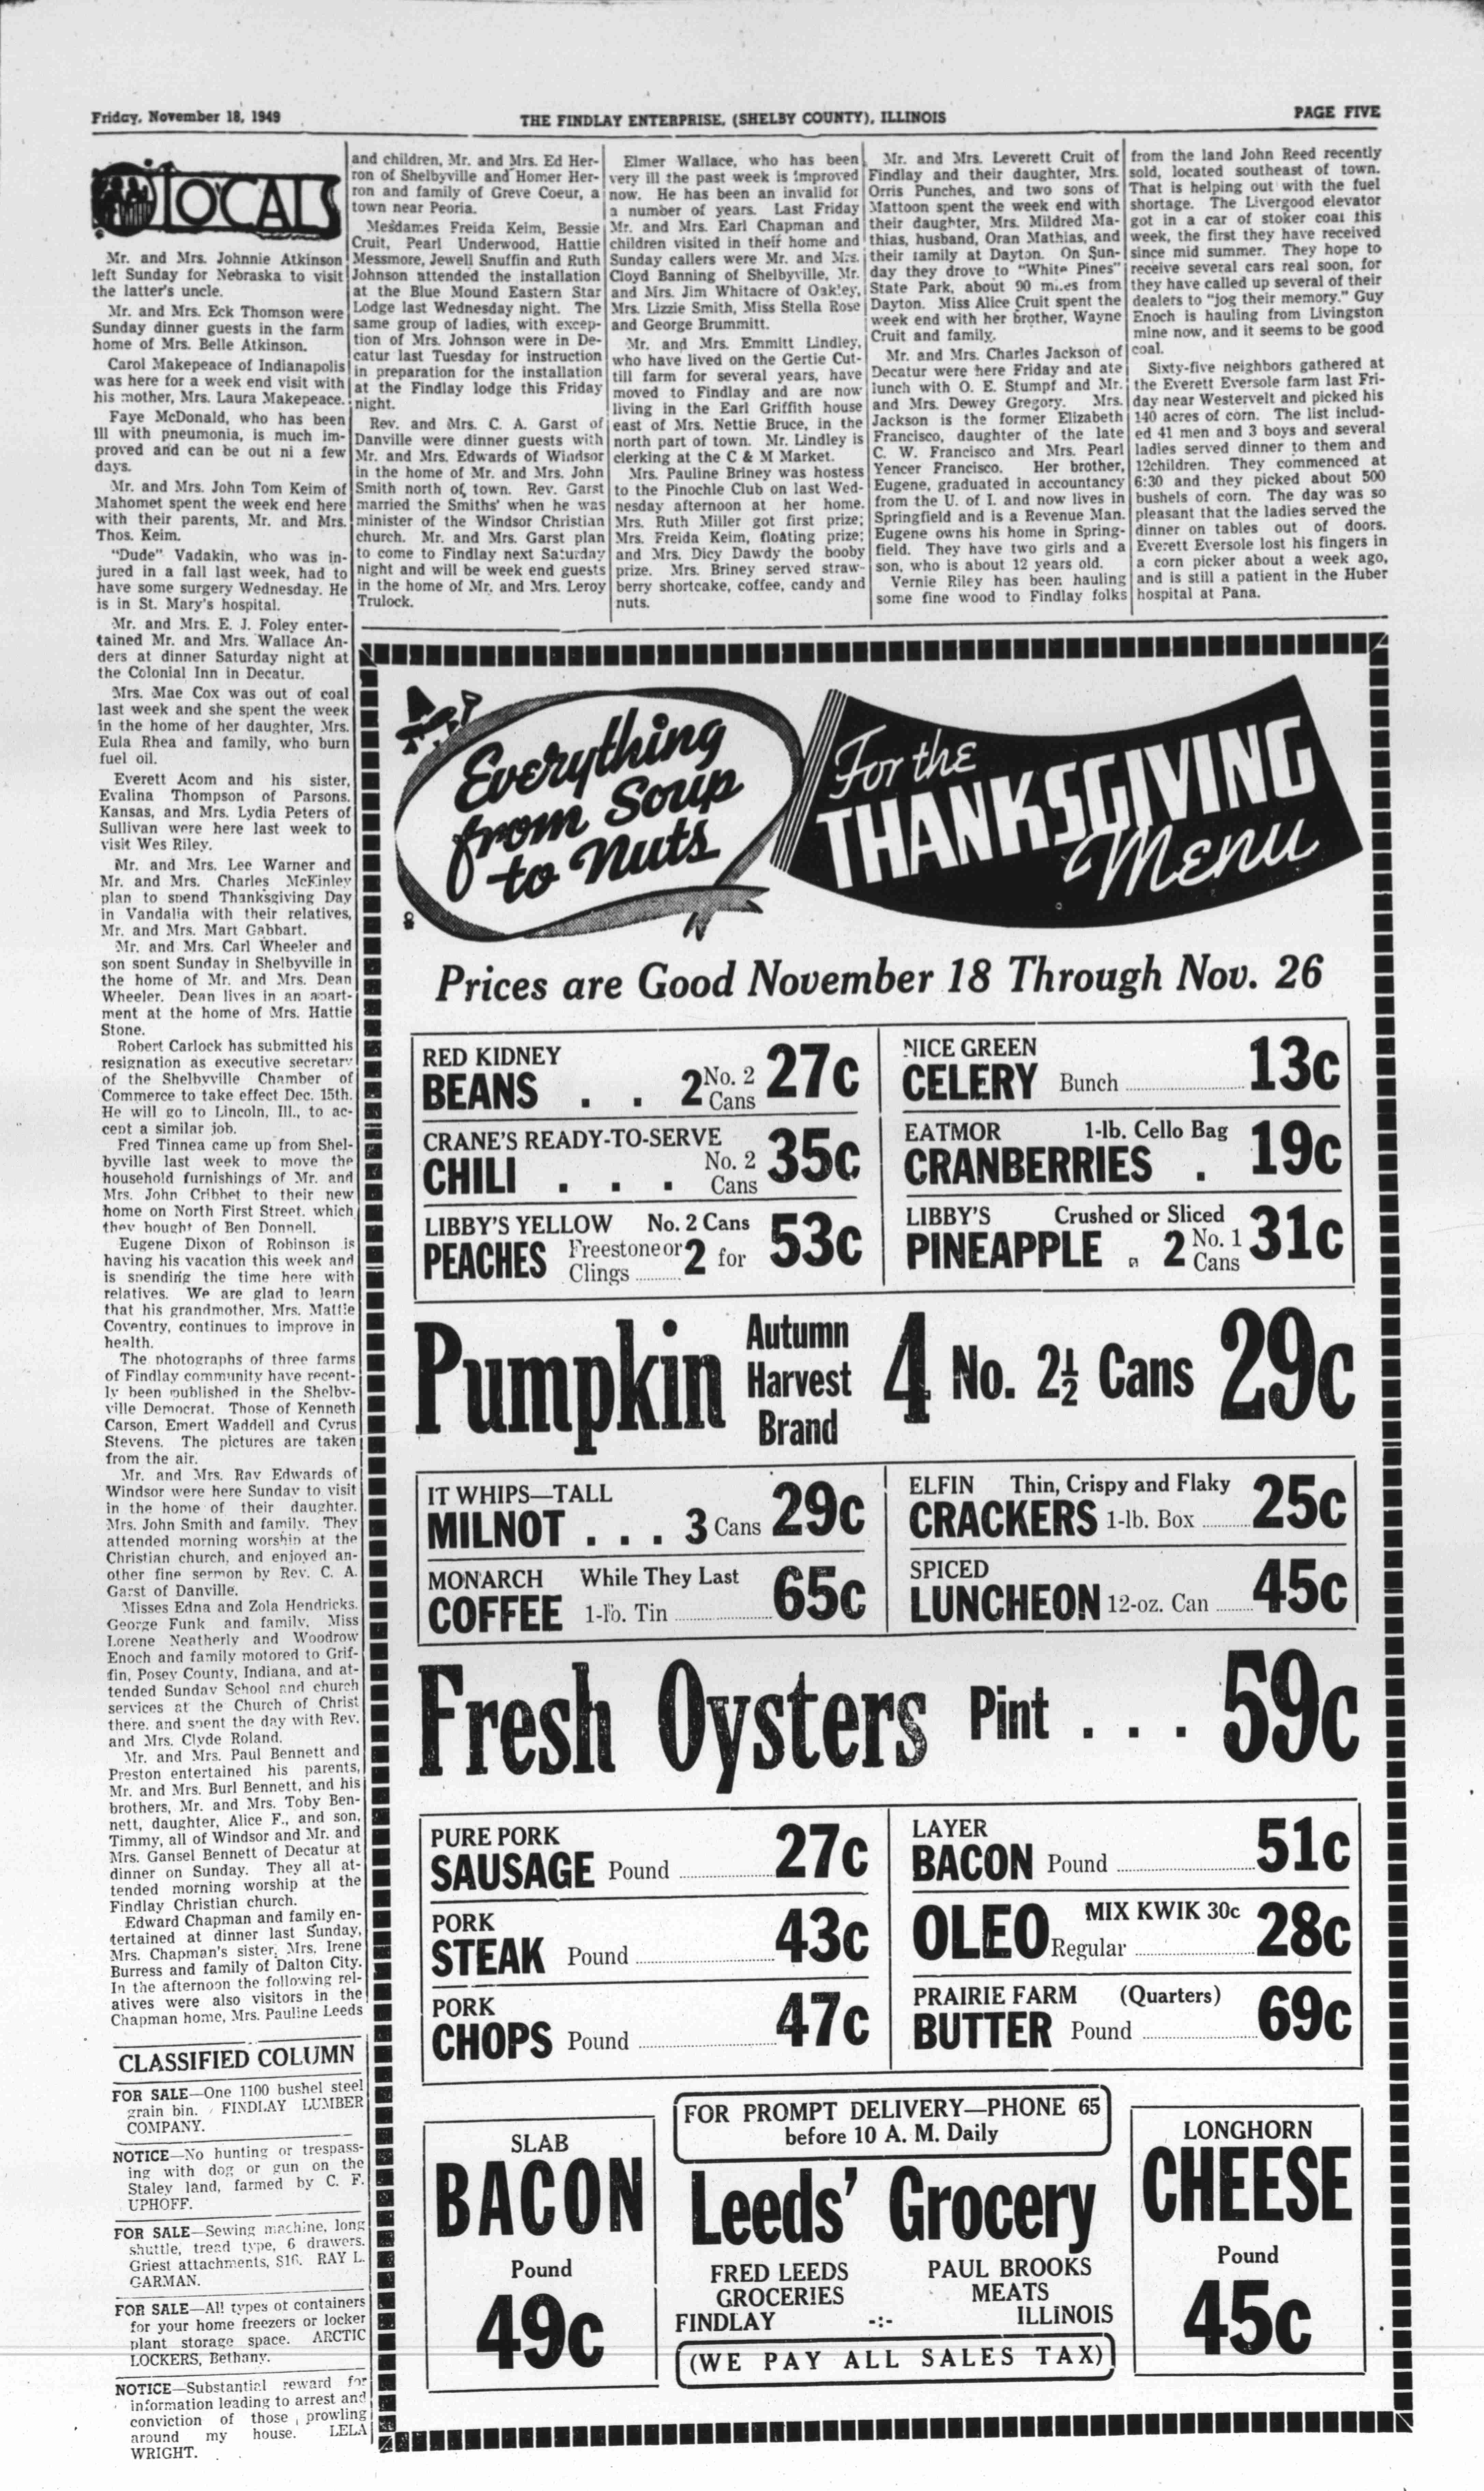 Friday, November 18, 1949
THE FINDLAY ENTERPRISE, (SHELBY COUNTY), ILLINOIS
PAGE FIVE
LOCALS
Mr. and Mrs. Johnnie Atkinson
left Sunday for Nebraska to visit
the latter's uncle.
Mr. and Mrs. Eck Thomson were
Sunday dinner guests in the farm
home of Mrs. Belle Atkinson.
Carol Makepeace of Indianapolis
was here for a week end visit with
his mother, Mrs. Laura Makepeace.
Faye McDonald, who has been
ill with pneumonia, is much im-
proved and can be out ni a few
days.
Mr. and Mrs. John Tom Keim of
Mahomet spent the week end here
with their parents, Mr. and Mrs.
Thos. Keim.
"Dude" Vadakin, who was in-
jured in a fall last week, had to
have some surgery Wednesday. He
is in St. Mary's hospital.
Mr. and Mrs. E. J. Foley enter-
tained Mr. and Mrs. Wallace An-
ders at dinner Saturday night at
the Colonial Inn in Decatur.
Mrs. Mae Cox was out of coal
last week and she spent the week
in the home of her daughter, Mrs.
Eula Rhea and family, who burn
fuel oil.
Everett Acom and his sister,
Evalina Thompson of Parsons,
Kansas, and Mrs. Lydia Peters of
Sullivan were here last week to
visit Wes Riley.
Mr. and Mrs. Lee Warner and
Mr. and Mrs. Charles McKinley
plan to spend Thanksgiving Day
in Vandalia with their relatives,
Mr. and Mrs. Mart Gabbart.
Mr. and Mrs. Carl Wheeler and
son spent Sunday in Shelbyville in
the home of Mr. and Mrs. Dean
Wheeler. Dean lives in an apart-
ment at the home of Mrs. Hattie
Stone.
Robert Carlock has submitted his
resignation as executive secretary
of the Shelbyville Chamber of
Commerce to take effect Dec. 15th.
He will go to Lincoln, Ill., to ac-
cept a similar job.
Fred Tinnea came up from Shel-
byville last week to move the
household furnishings of Mr. and
Mrs. John Cribbet to their new
home on North First Street, which
they bought of Ben Donnell.
Eugene Dixon of Robinson is
having his vacation this week and
is spending the time here with
relatives. We are glad to learn
that his grandmother, Mrs. Mattie
Coventry, continues to improve in
health.
The photographs of three farms
of Findlay community have recent-
ly been published in the Shelby-
ville Democrat. Those of Kenneth
Carson, Emert Waddell and Cyrus
Stevens. The pictures are taken
from the air.
Mr. and Mrs. Ray Edwards of
Windsor were here Sunday to visit
in the home of their daughter,
Mrs. John Smith and family. They
attended morning worship at the
Christian church, and enjoyed an-
other fine sermon by Rev. C. A.
Garst of Danville.
Misses Edna and Zola Hendricks,
George Funk and family, Miss
Lorene Neatherly and Woodrow
Enoch and family motored to Grif-
fin, Posey County, Indiana, and at-
tended Sunday School and church
services at the Church of Christ
there, and spent the day with Rev.
and Mrs. Clyde Roland.
Mr. and Mrs. Paul Bennett and
Preston entertained his parents,
Mr. and Mrs. Burl Bennett, and his
brothers, Mr. and Mrs. Toby Ben-
nett, daughter, Alice F., and son,
Timmy, all of Windsor and Mr. and
Mrs. Gansel Bennett of Decatur at
dinner on Sunday. They all at-
tended morning worship at the
Findlay Christian church.
Edward Chapman and family en-
tertained at dinner last Sunday,
Mrs. Chapman's sister, Mrs. Irene
Burress and family of Dalton City.
In the afternoon the following rel-
atives were also visitors in the
Chapman home, Mrs. Pauline Leeds
and children, Mr. and Mrs. Ed Her-
ron of Shelbyville and Homer Her-
ron and family of Greve Coeur, a
town near Peoria.
Mesdames Freida Keim, Bessie
Cruit, Pearl Underwood, Hattie
Messmore, Jewell Snuffin and Ruth
Johnson attended the installation
at the Blue Mound Eastern Star
Lodge last Wednesday night. The
same group of ladies, with excep-
tion of Mrs. Johnson were in De-
catur last Tuesday for instruction
in preparation for the installation
at the Findlay lodge this Friday
night.
Rev. and Mrs. C. A. Garst of
Danville were dinner guests with
Mr. and Mrs. Edwards of Windsor
in the home of Mr. and Mrs. John
Smith north of town. Rev. Garst
married the Smiths' when he was
minister of the Windsor Christian
church. Mr. and Mrs. Garst plan
to come to Findlay next Saturday
night and will be week end guests
in the home of Mr. and Mrs. Leroy
Trulock.
Elmer Wallace, who has been
very ill the past week is improved
now. He has been an invalid for
a number of years. Last Friday
Mr. and Mrs. Earl Chapman and
children visited in their home and
Sunday callers were Mr. and Mrs.
Cloyd Banning of Shelbyville, Mr.
and Mrs. Jim Whitacre of Oakley,
Mrs. Lizzie Smith, Miss Stella Rose
and George Brummitt.
Mr. and Mrs. Emmitt Lindley,
who have lived on the Gertie Cut-
till farm for several years, have
moved to Findlay and are now
living in the Earl Griffith house
east of Mrs. Nettie Bruce, in the
north part of town. Mr. Lindley is
clerking at the C & M Market.
Mrs. Pauline Briney was hostess
to the Pinochle Club on last Wed-
nesday afternoon at her home.
Mrs. Ruth Miller got first prize;
Mrs. Freida Keim, floating prize;
and Mrs. Dicy Dawdy the booby
prize. Mrs. Briney served straw-
berry shortcake, coffee, candy and
nuts.
Mr. and Mrs. Leverett Cruit of
Findlay and their daughter, Mrs.
Orris Punches, and two sons of
Mattoon spent the week end with
their daughter, Mrs. Mildred Ma-
thias, husband, Oran Mathias, and
their family at Dayton. On Sun-
day they drove to "White Pines"
State Park, about 90 miles from
Dayton. Miss Alice Cruit spent the
week end with her brother, Wayne
Cruit and family.
Mr. and Mrs. Charles Jackson of
Decatur were here Friday and ate
lunch with O. E. Stumpf and Mr.
and Mrs. Dewey Gregory. Mrs.
Jackson is the former Elizabeth
Francisco, daughter of the late
C. W. Francisco and Mrs. Pearl
Yencer Francisco. Her brother,
Eugene, graduated in accountancy
from the U. of I. and now lives in
Springfield and is a Revenue Man.
Eugene owns his home in Spring-
field. They have two girls and a
son, who is about 12 years old.
Vernie Riley has been hauling
some fine wood to Findlay folks
from the land John Reed recently
sold, located southeast of town.
That is helping out with the fuel
shortage. The Livergood elevator
got in a car of stoker coal this
week, the first they have received
since mid summer. They hope to
receive several cars real soon, for
they have called up several of their
dealers to "jog their memory." Guy
Enoch is hauling from Livingston
mine now, and it seems to be good
coal.
Sixty-five neighbors gathered at
the Everett Eversole farm last Fri-
day near Westervelt and picked his
140 acres of corn. The list includ-
ed 41 men and 3 boys and several
ladies served dinner to them and
12children. They commenced at
6:30 and they picked about 500
bushels of corn. The day was so
pleasant that the ladies served the
dinner on tables out of doors.
Everett Eversole lost his fingers in
a corn picker about a week ago,
and is still a patient in the Huber
hospital at Pana.
CLASSIFIED COLUMN
FOR SALE—One 1100 bushel steel
grain bin. FINDLAY LUMBER
COMPANY.
NOTICE—No hunting or trespass-
ing with dog or gun on the
Staley land, farmed by C. F.
UPHOFF.
FOR SALE—Sewing machine, long
shuttle, tread type, 6 drawers.
Griest attachments, $16. RAY L.
GARMAN.
FOR SALE—All types of containers
for your home freezers or locker
plant storage space. ARCTIC
LOCKERS, Bethany.
NOTICE—Substantial reward for
information leading to arrest and
conviction of those prowling
around my house. LELA
WRIGHT.
Everything
from Soup
to Nuts
For the
THANKSGIVING
Menu
Prices are Good November 18 Through Nov. 26
RED KIDNEY
BEANS . . 2 No. 2 Cans 27c
NICE GREEN
CELERY Bunch 13c
CRANE'S READY-TO-SERVE
CHILI . . . No. 2 Cans 35c
EATMOR 1-lb. Cello Bag
CRANBERRIES . 19c
LIBBY'S YELLOW No. 2 Cans
PEACHES Freestone or Clings 2 for 53c
LIBBY'S Crushed or Sliced
PINEAPPLE 2 No. 1 Cans 31c
Pumpkin Autumn Harvest Brand 4 No. 2½ Cans 29c
IT WHIPS—TALL
MILNOT . . . 3 Cans 29c
ELFIN Thin, Crispy and Flaky
CRACKERS 1-lb. Box 25c
MONARCH While They Last
COFFEE 1-lb. Tin 65c
SPICED
LUNCHEON 12-oz. Can 45c
Fresh Oysters Pint . . . 59c
PURE PORK
SAUSAGE Pound 27c
LAYER
BACON Pound 51c
PORK
STEAK Pound 43c
MIX KWIK 30c
OLEO Regular 28c
PORK
CHOPS Pound 47c
PRAIRIE FARM (Quarters)
BUTTER Pound 69c
SLAB
BACON
Pound
49c
FOR PROMPT DELIVERY—PHONE 65
before 10 A. M. Daily
Leeds' Grocery
FRED LEEDS PAUL BROOKS
GROCERIES MEATS
FINDLAY -:- ILLINOIS
(WE PAY ALL SALES TAX)
LONGHORN
CHEESE
Pound
45c